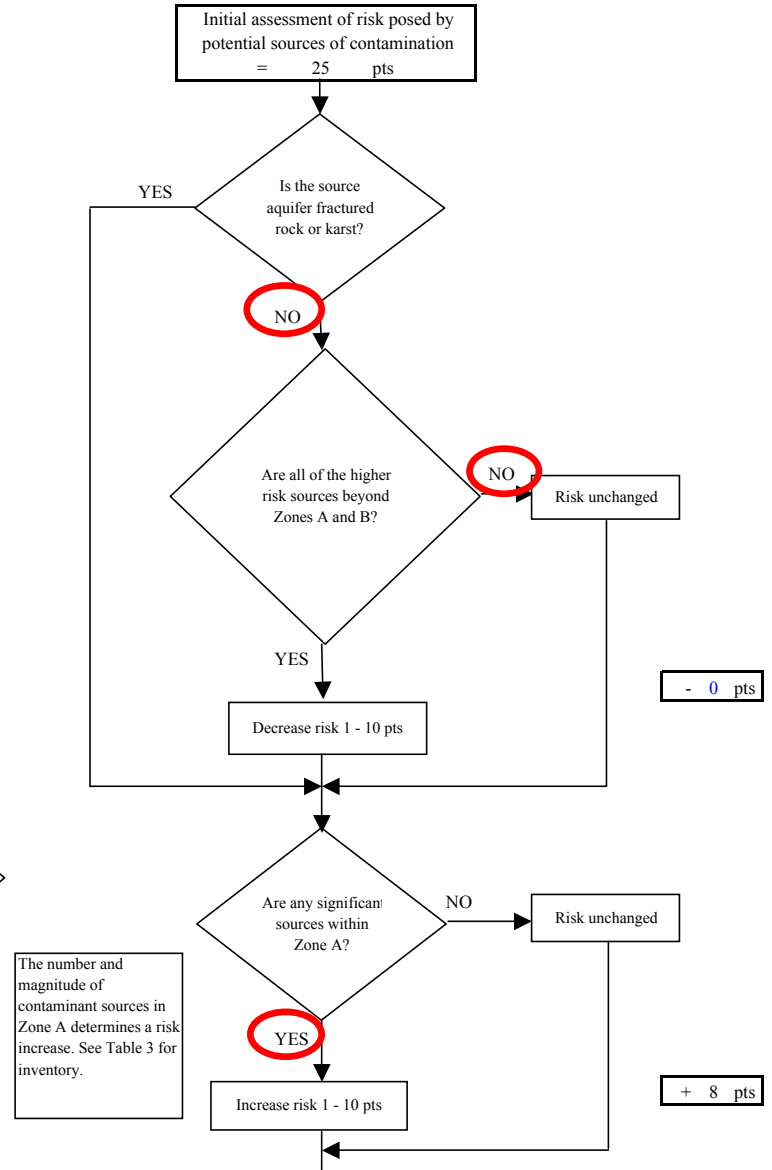 Initial assessment of risk posed by
potential sources of contamination
= 25 pts
YES
Is the source
aquifer fractured
rock or karst?
NO
Are all of the higher
risk sources beyond
Zones A and B?
NO
Risk unchanged
YES
- 0 pts
Decrease risk 1 - 10 pts
Are any significant
sources within
Zone A?
NO
Risk unchanged
The number and
magnitude of
contaminant sources in
Zone A determines a risk
increase. See Table 3 for
inventory.
YES
Increase risk 1 - 10 pts
+ 8 pts